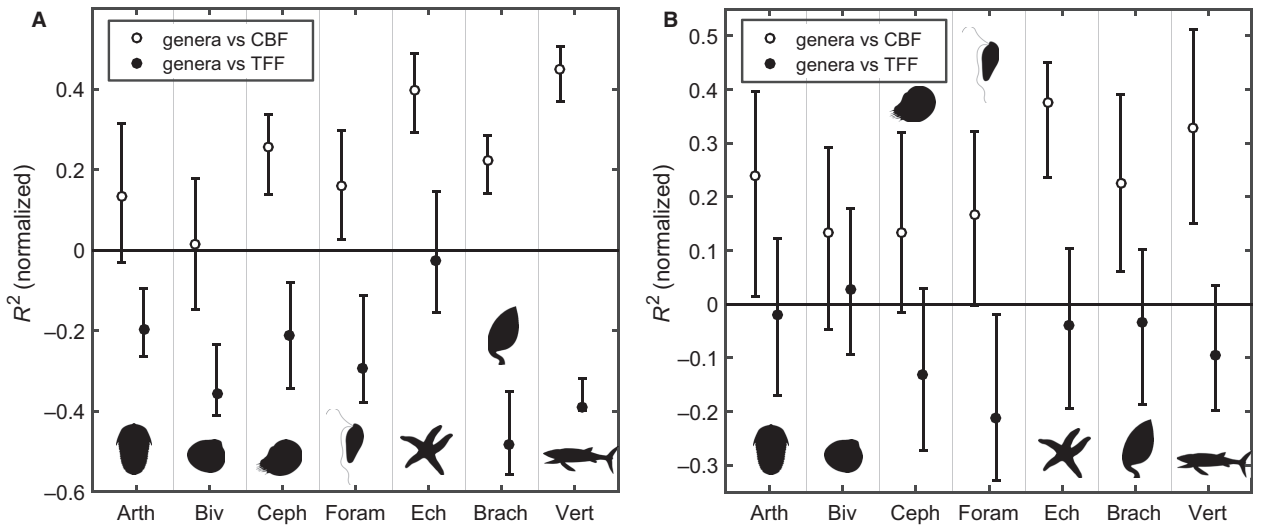 A
genera vs CBF
genera vs TFF
R² (normalized)
0.4
0.2
0
–0.2
–0.4
–0.6
Arth Biv Ceph Foram Ech Brach Vert
B
genera vs CBF
genera vs TFF
R² (normalized)
0.5
0.4
0.3
0.2
0.1
0
–0.1
–0.2
–0.3
Arth Biv Ceph Foram Ech Brach Vert